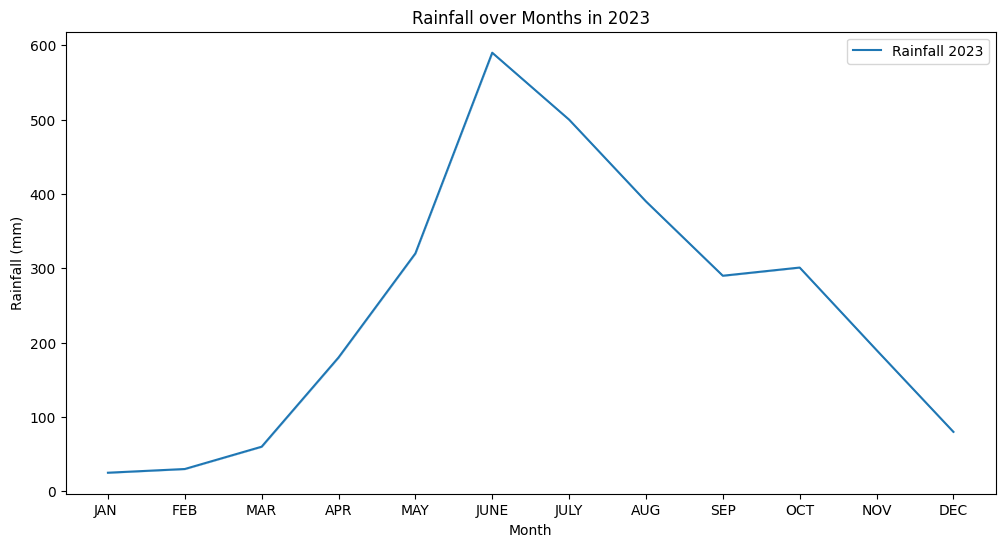 Rainfall over Months in 2023
Rainfall 2023
600
500
400
300
200
100
0
Rainfall (mm)
JAN FEB MAR APR MAY JUNE JULY AUG SEP OCT NOV DEC
Month